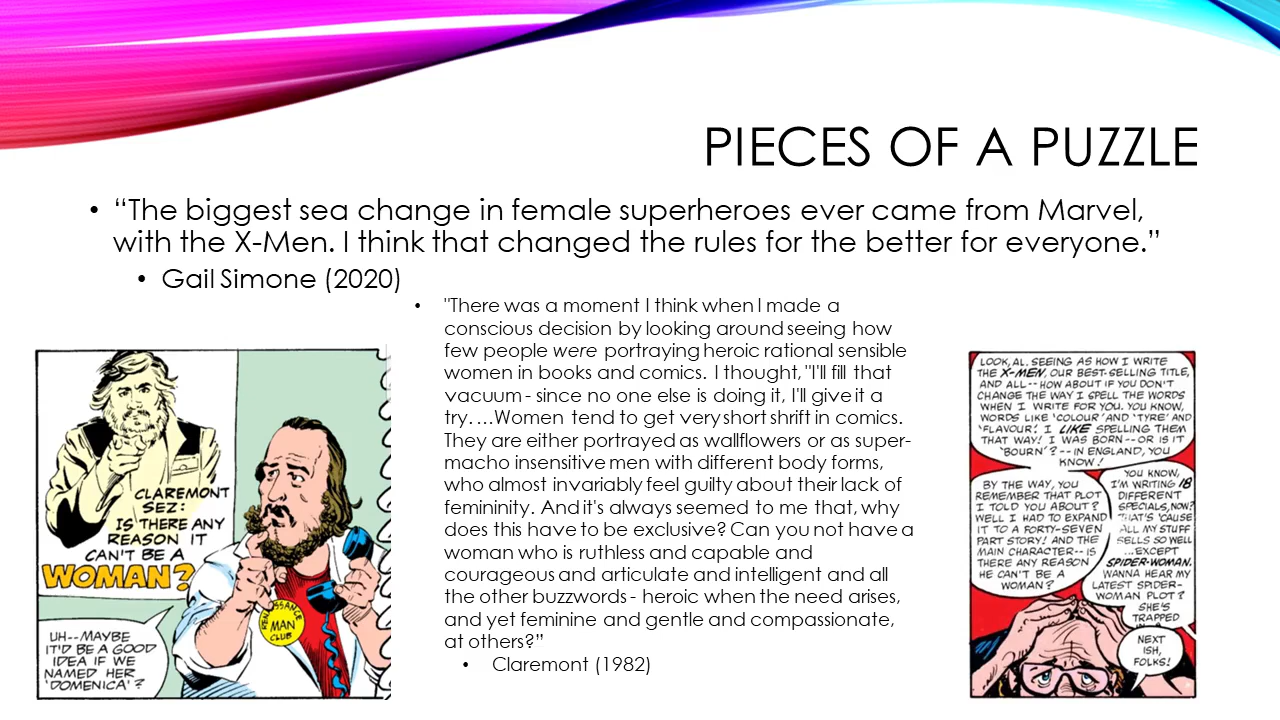 PIECES OF A PUZZLE
• “The biggest sea change in female superheroes ever came from Marvel,
with the X-Men. I think that changed the rules for the better for everyone.”
• Gail Simone (2020)
• "There was a moment I think when I made a
conscious decision by looking around seeing how
few people were portraying heroic rational sensible
women in books and comics. I thought, "I'll fill that
vacuum - since no one else is doing it, I'll give it a
try. …Women tend to get very short shrift in comics.
They are either portrayed as wallflowers or as super-
macho insensitive men with different body forms,
who almost invariably feel guilty about their lack of
femininity. And it's always seemed to me that, why
does this have to be exclusive? Can you not have a
woman who is ruthless and capable and
courageous and articulate and intelligent and all
the other buzzwords - heroic when the need arises,
and yet feminine and gentle and compassionate,
at others?”
• Claremont (1982)
CLAREMONT
SEZ:
IS THERE ANY
REASON IT
CAN'T BE A
WOMAN?
MAN
CLUB
UH--MAYBE
IT'D BE A GOOD
IDEA IF WE
NAMED HER
'DOMENICA'?
LOOK, AL. SEEING AS HOW I WRITE
THE X-MEN, OUR BEST-SELLING TITLE,
AND ALL--HOW ABOUT IF YOU DON'T
CHANGE THE WAY I SPELL THE WORDS
WHEN I WRITE FOR YOU. YOU KNOW,
WORDS LIKE 'COLOUR' AND 'TYRE' AND
'FLAVOUR! I LIKE SPELLING THEM
THAT WAY! I WAS BORN--OR IS IT
'BOURN'?--IN ENGLAND, YOU
KNOW!
BY THE WAY, YOU
REMEMBER THAT PLOT
I TOLD YOU ABOUT?
WELL I HAD TO EXPAND
IT TO A FORTY-SEVEN
PART STORY! AND THE
MAIN CHARACTER--IS
THERE ANY REASON
HE CAN'T BE A
WOMAN?
YOU KNOW,
I'M WRITING 18
DIFFERENT
SPECIALS, NOW?
THAT'S 'CAUSE
ALL MY STUFF
SELLS SO WELL
...EXCEPT
SPIDER-WOMAN.
WANNA HEAR MY
LATEST SPIDER-
WOMAN PLOT?
SHE'S
TRAPPED
NEXT
ISH,
FOLKS!